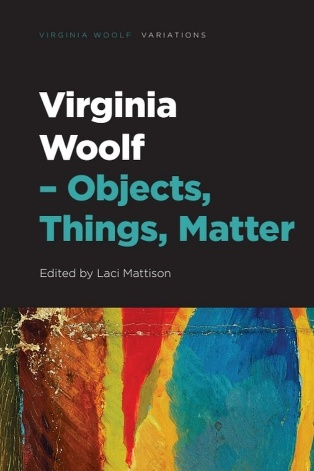 VIRGINIA WOOLF VARIATIONS
Virginia
Woolf
– Objects,
Things, Matter
Edited by Laci Mattison